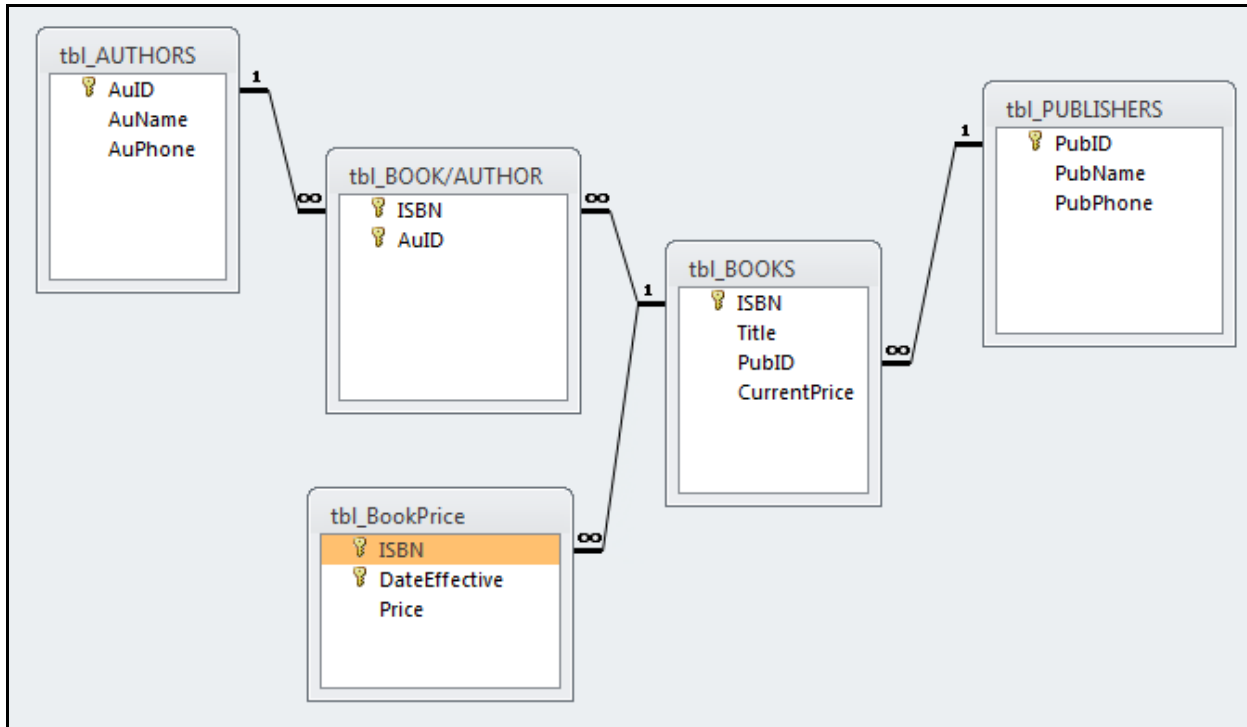 tbl_AUTHORS
AuID
AuName
AuPhone
1
∞
tbl_BOOK/AUTHOR
ISBN
AuID
∞
1
tbl_BOOKS
ISBN
Title
PubID
CurrentPrice
∞
1
tbl_PUBLISHERS
PubID
PubName
PubPhone
tbl_BookPrice
ISBN
DateEffective
Price
∞